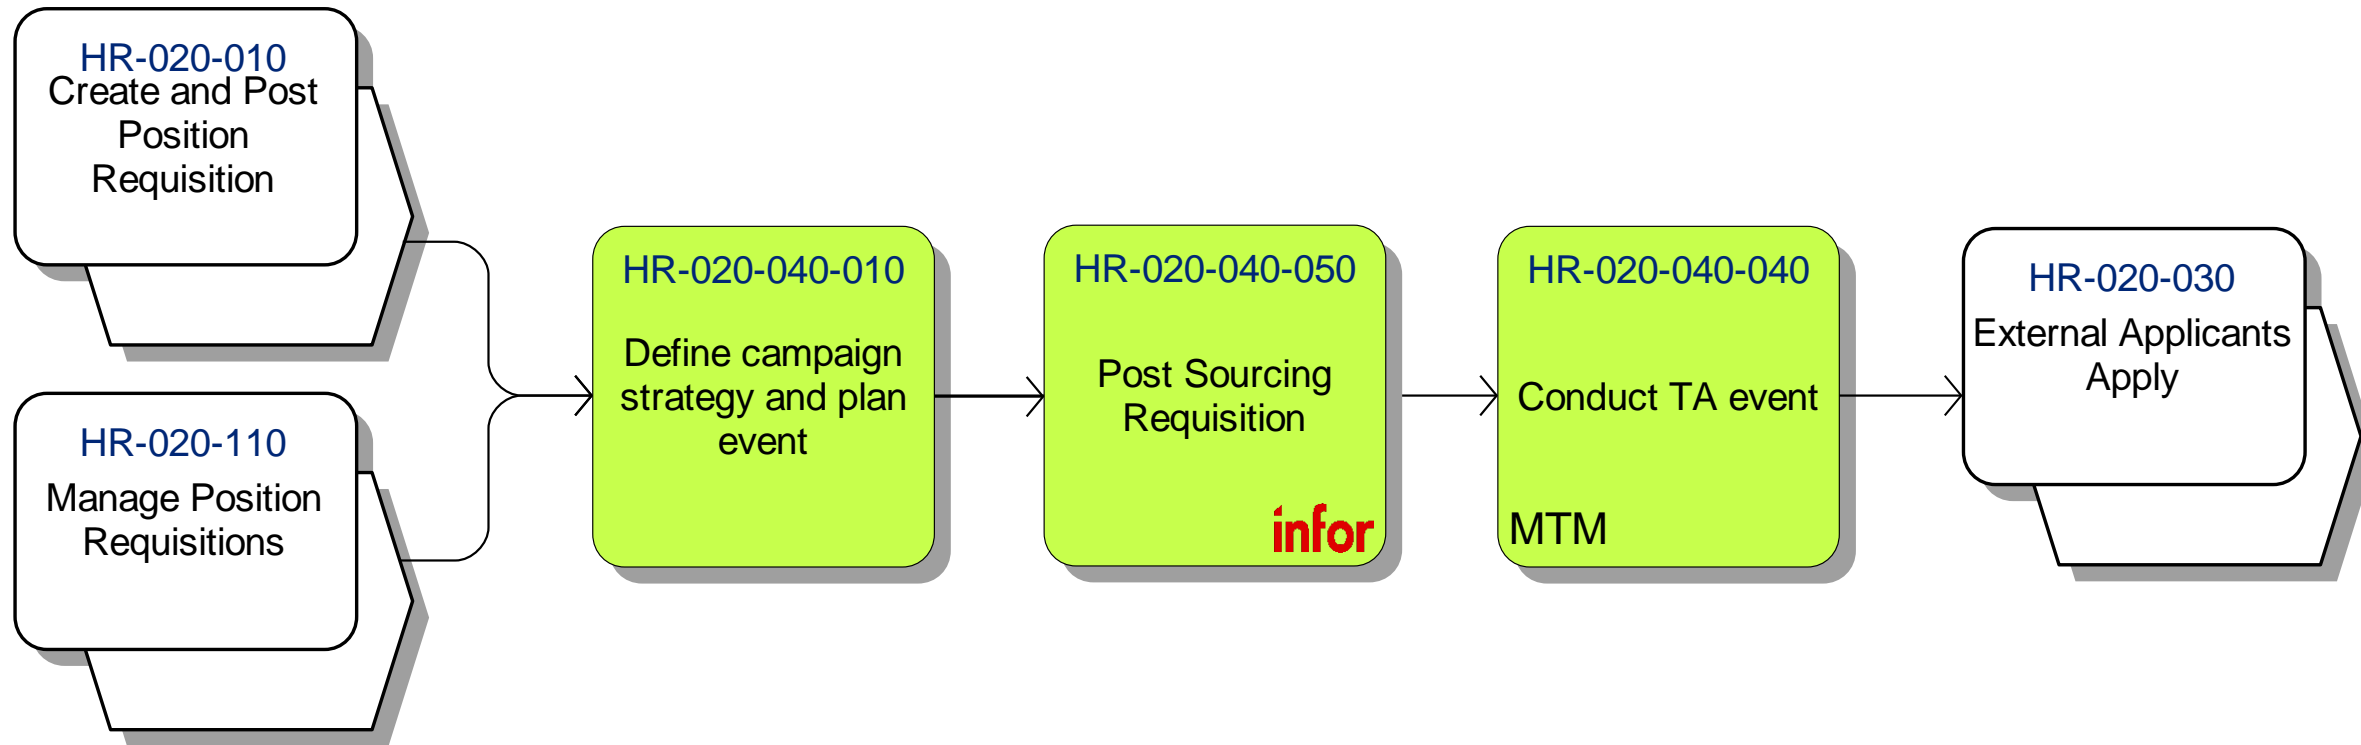 HR-020-010
Create and Post
Position
Requisition
HR-020-110
Manage Position
Requisitions
HR-020-040-010
Define campaign
strategy and plan
event
HR-020-040-050
Post Sourcing
Requisition
infor
HR-020-040-040
Conduct TA event
MTM
HR-020-030
External Applicants
Apply